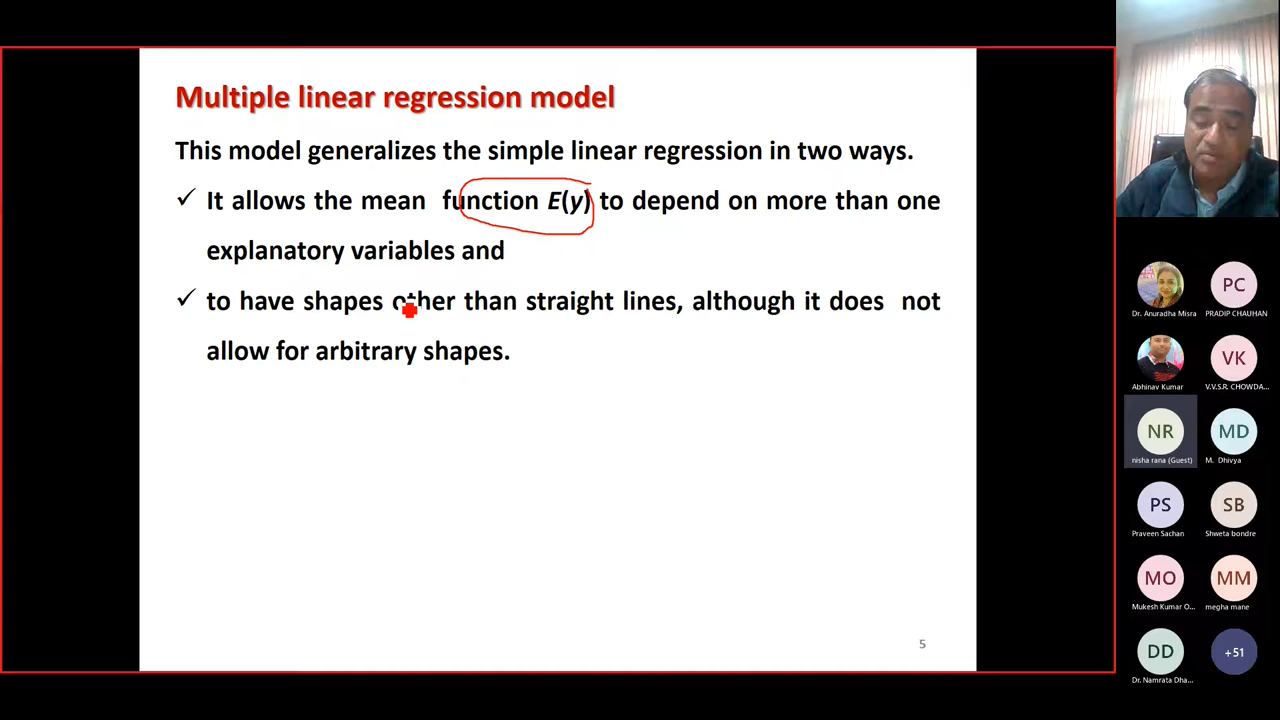 Multiple linear regression model
This model generalizes the simple linear regression in two ways.
✓ It allows the mean function E(y) to depend on more than one
explanatory variables and
✓ to have shapes other than straight lines, although it does not
allow for arbitrary shapes.
5
Dr. Anuradha Misra
PC
PRADIP CHAUHAN
Abhinav Kumar
VK
V.V.S.R. CHOWDA...
NR
nisha rana (Guest)
MD
M. Dhivya
PS
Praveen Sachan
SB
Shweta bondre
MO
Mukesh Kumar O...
MM
megha mane
DD
Dr. Namrata Dha...
+51